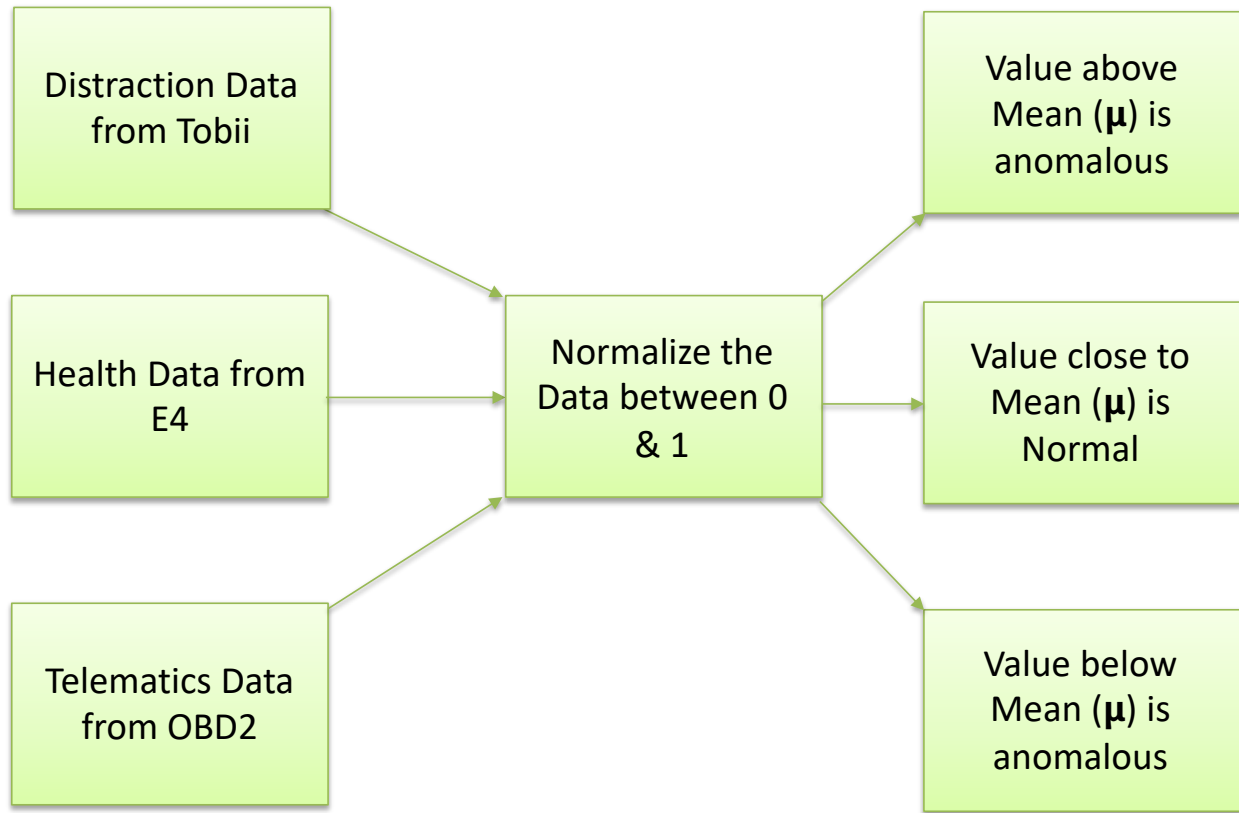 Distraction Data
from Tobii
Health Data from
E4
Telematics Data
from OBD2
Normalize the
Data between 0
& 1
Value above
Mean (μ) is
anomalous
Value close to
Mean (μ) is
Normal
Value below
Mean (μ) is
anomalous